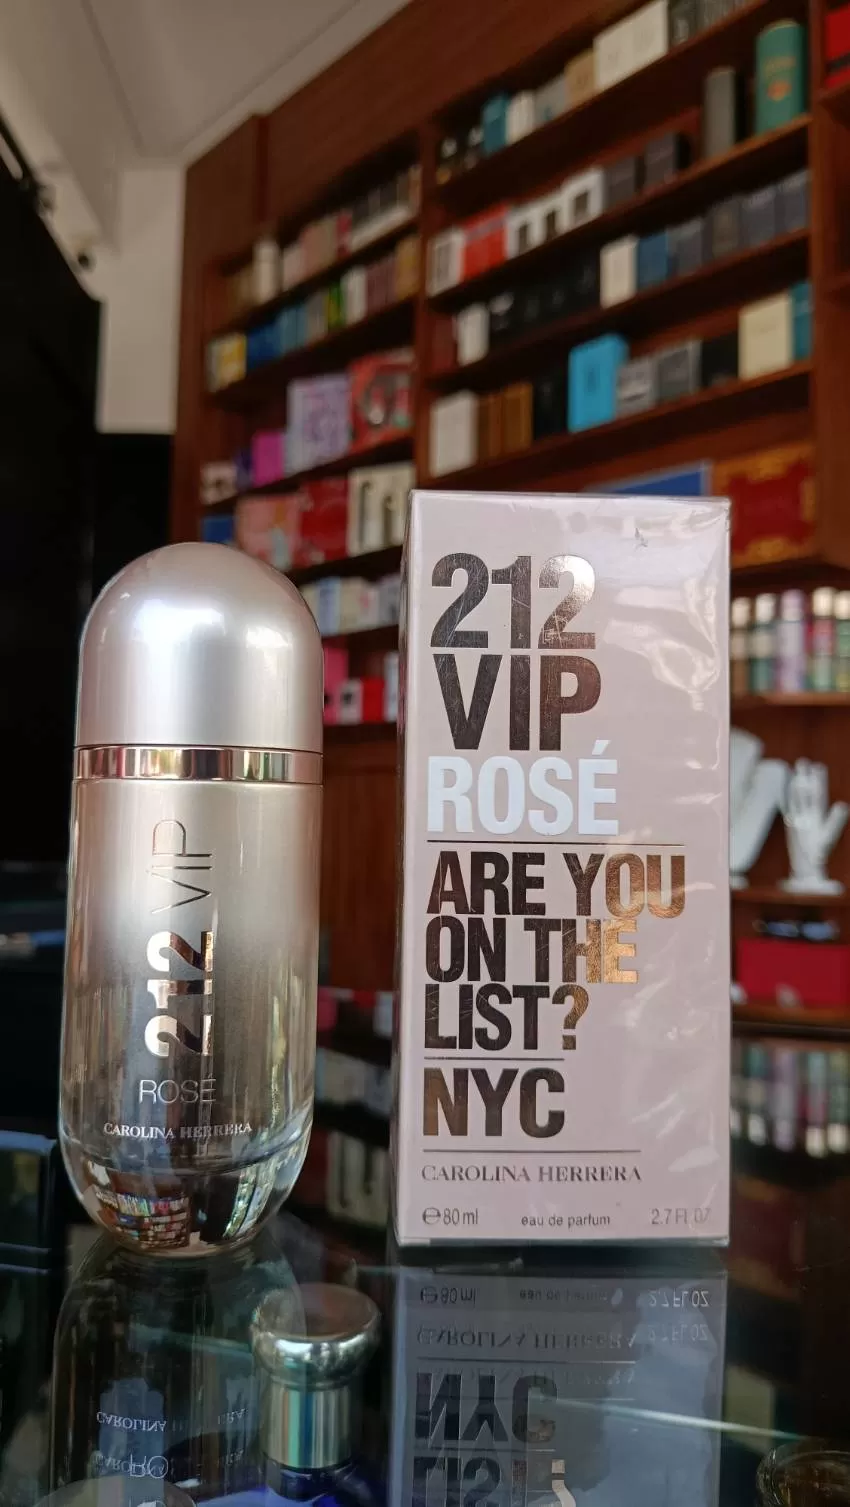 212 VIP
ROSÉ
CAROLINA HERRERA
212
VIP
ROSÉ
ARE YOU
ON THE
LIST?
NYC
CAROLINA HERRERA
℮80 ml eau de parfum 2.7 Fl OZ